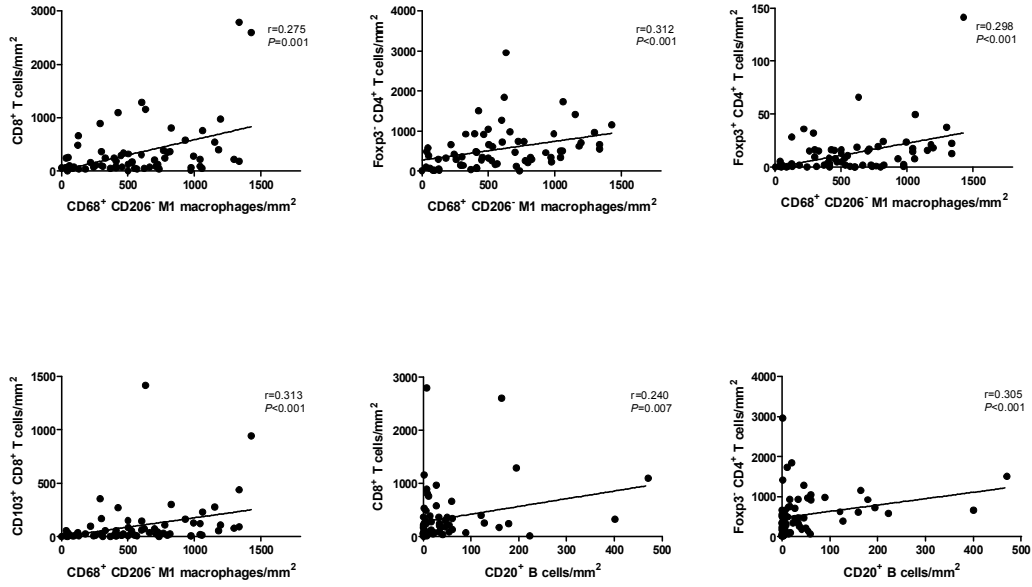 CD8⁺ T cells/mm²
3000
2000
1000
0
0 500 1000 1500
r=0.275
P=0.001
CD68⁺ CD206⁻ M1 macrophages/mm²
Foxp3⁻ CD4⁺ T cells/mm²
4000
3000
2000
1000
0
0 500 1000 1500
r=0.312
P<0.001
CD68⁺ CD206⁻ M1 macrophages/mm²
Foxp3⁺ CD4⁺ T cells/mm²
150
100
50
0
0 500 1000 1500
r=0.298
P<0.001
CD68⁺ CD206⁻ M1 macrophages/mm²
CD103⁺ CD8⁺ T cells/mm²
1500
1000
500
0
0 500 1000 1500
r=0.313
P<0.001
CD68⁺ CD206⁻ M1 macrophages/mm²
CD8⁺ T cells/mm²
3000
2000
1000
0
0 100 200 300 400 500
r=0.240
P=0.007
CD20⁺ B cells/mm²
Foxp3⁻ CD4⁺ T cells/mm²
4000
3000
2000
1000
0
0 100 200 300 400 500
r=0.305
P<0.001
CD20⁺ B cells/mm²